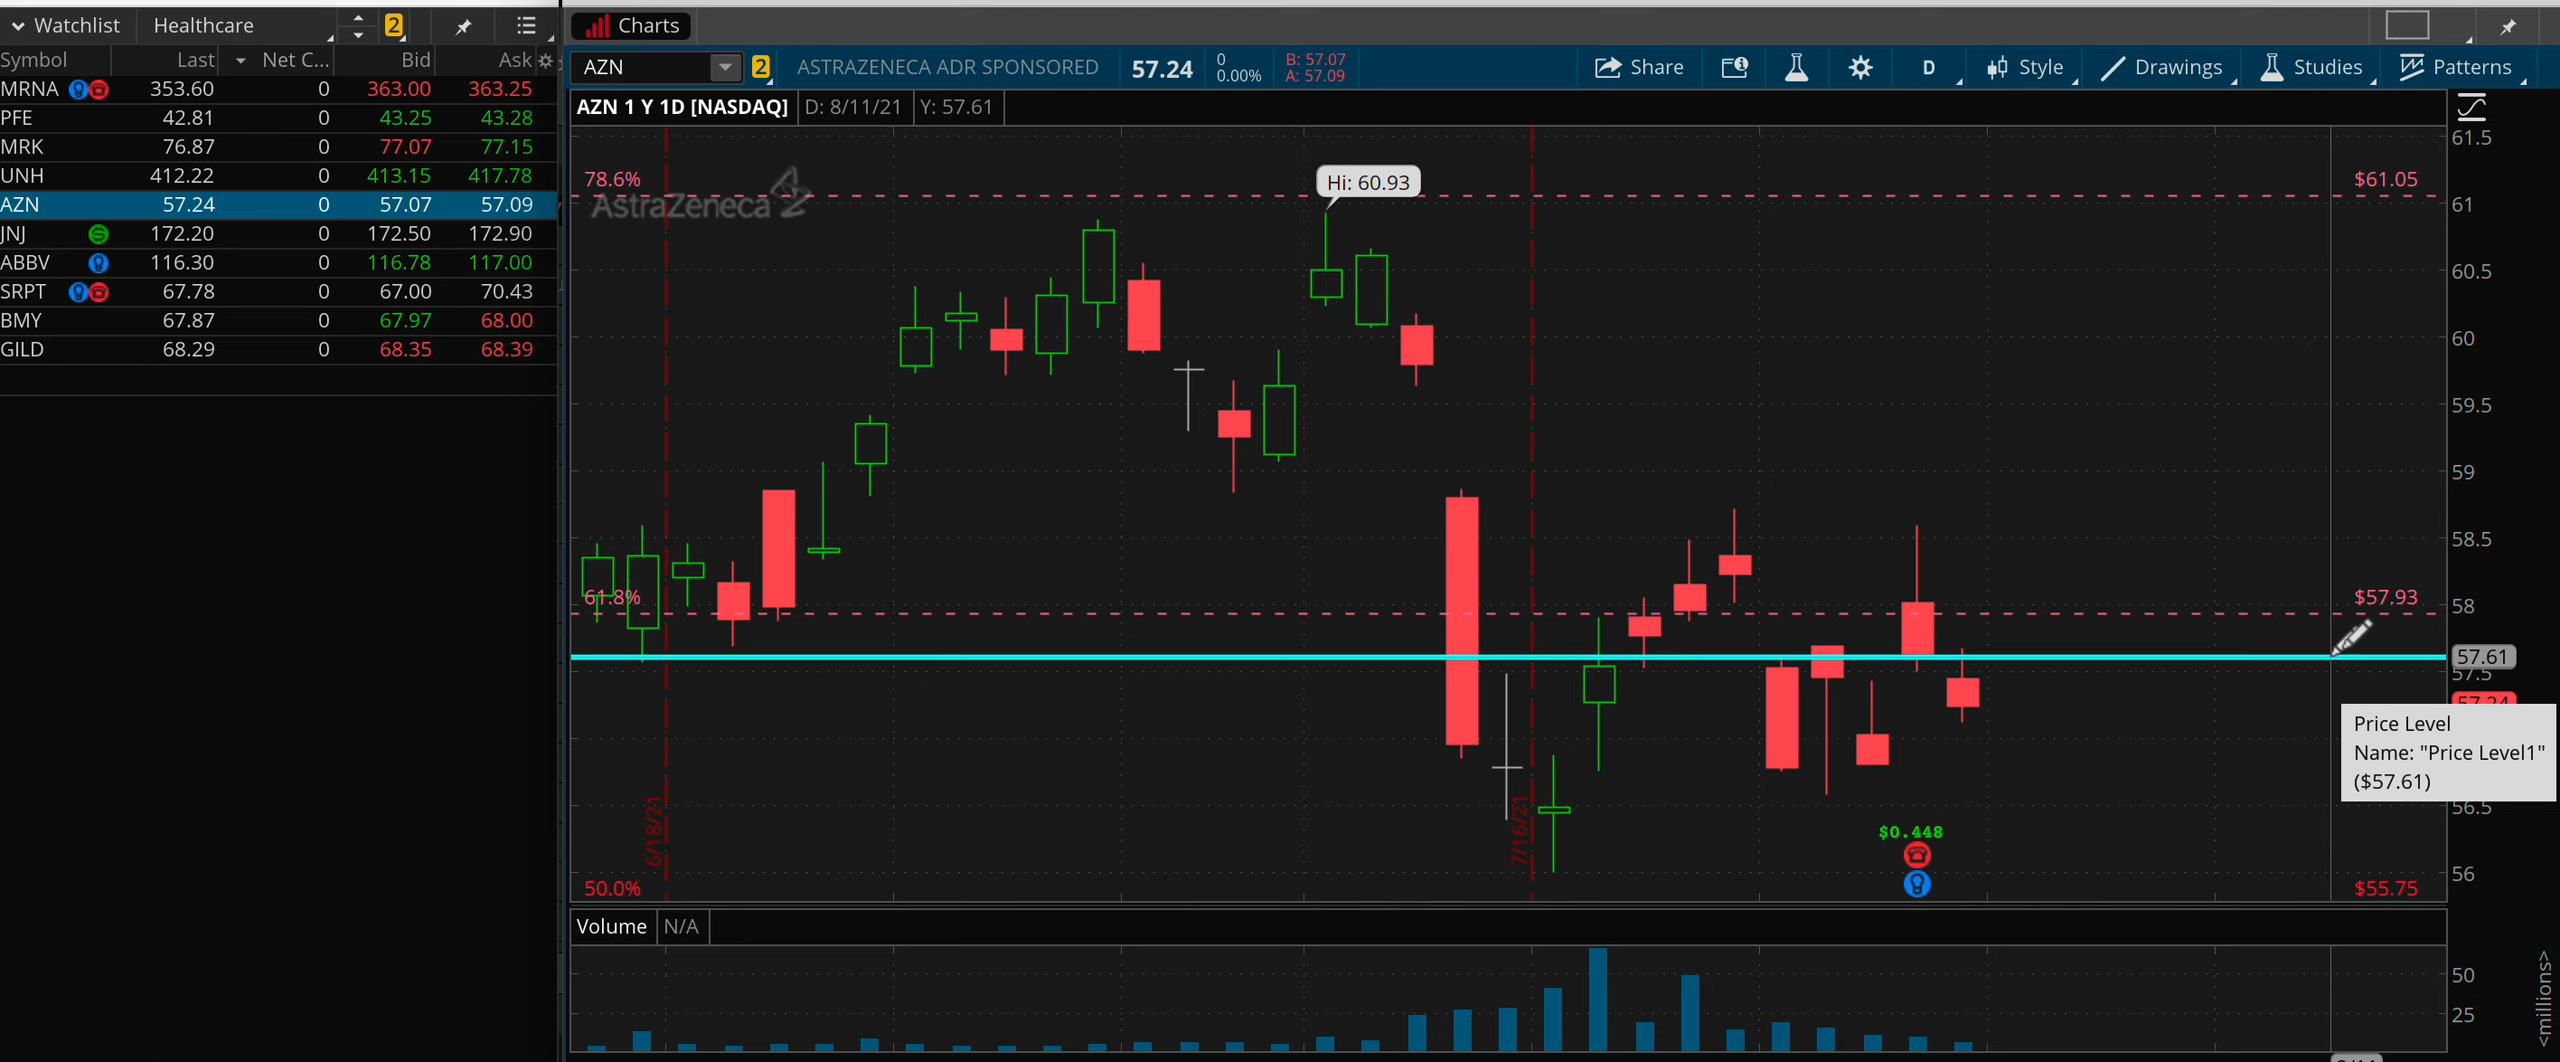 Watchlist Healthcare 2
Symbol Last Net C... Bid Ask
MRNA 353.60 0 363.00 363.25
PFE 42.81 0 43.25 43.28
MRK 76.87 0 77.07 77.15
UNH 412.22 0 413.15 417.78
AZN 57.24 0 57.07 57.09
JNJ 172.20 0 172.50 172.90
ABBV 116.30 0 116.78 117.00
SRPT 67.78 0 67.00 70.43
BMY 67.87 0 67.97 68.00
GILD 68.29 0 68.35 68.39
Charts
AZN 2 ASTRAZENECA ADR SPONSORED 57.24
0
0.00%
B: 57.07
A: 57.09
Share D Style Drawings Studies Patterns
AZN 1 Y 1D [NASDAQ] D: 8/11/21 Y: 57.61
61.5
78.6% Hi: 60.93 $61.05
AstraZeneca 61
60.5
60
59.5
59
58.5
61.8% $57.93 58
57.61
57.5
57.24
Price Level
Name: "Price Level1"
($57.61)
56.5
6/18/21 7/16/21
$0.448
56
50.0% $55.75
Volume N/A
50
25
<millions>